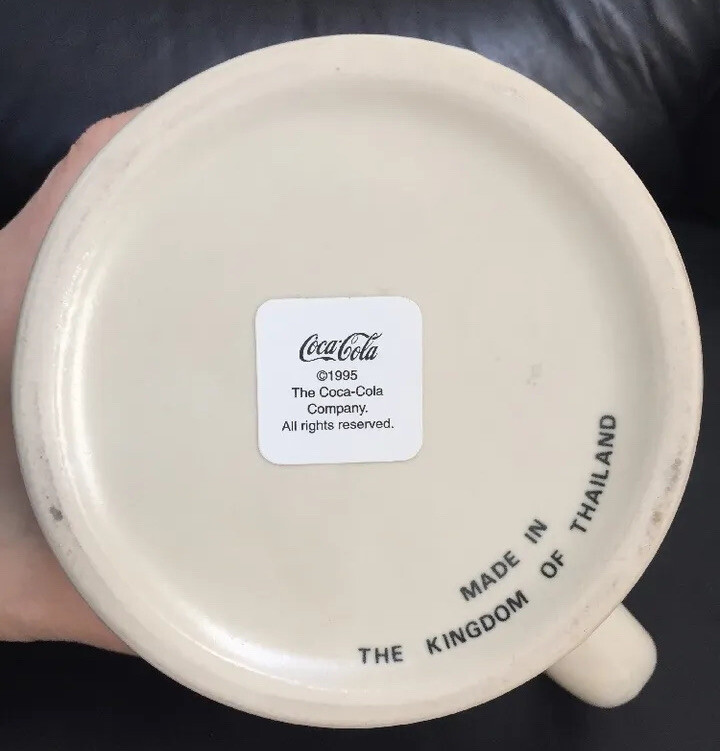 Coca-Cola
©1995
The Coca-Cola
Company.
All rights reserved.
MADE IN
THE KINGDOM OF THAILAND